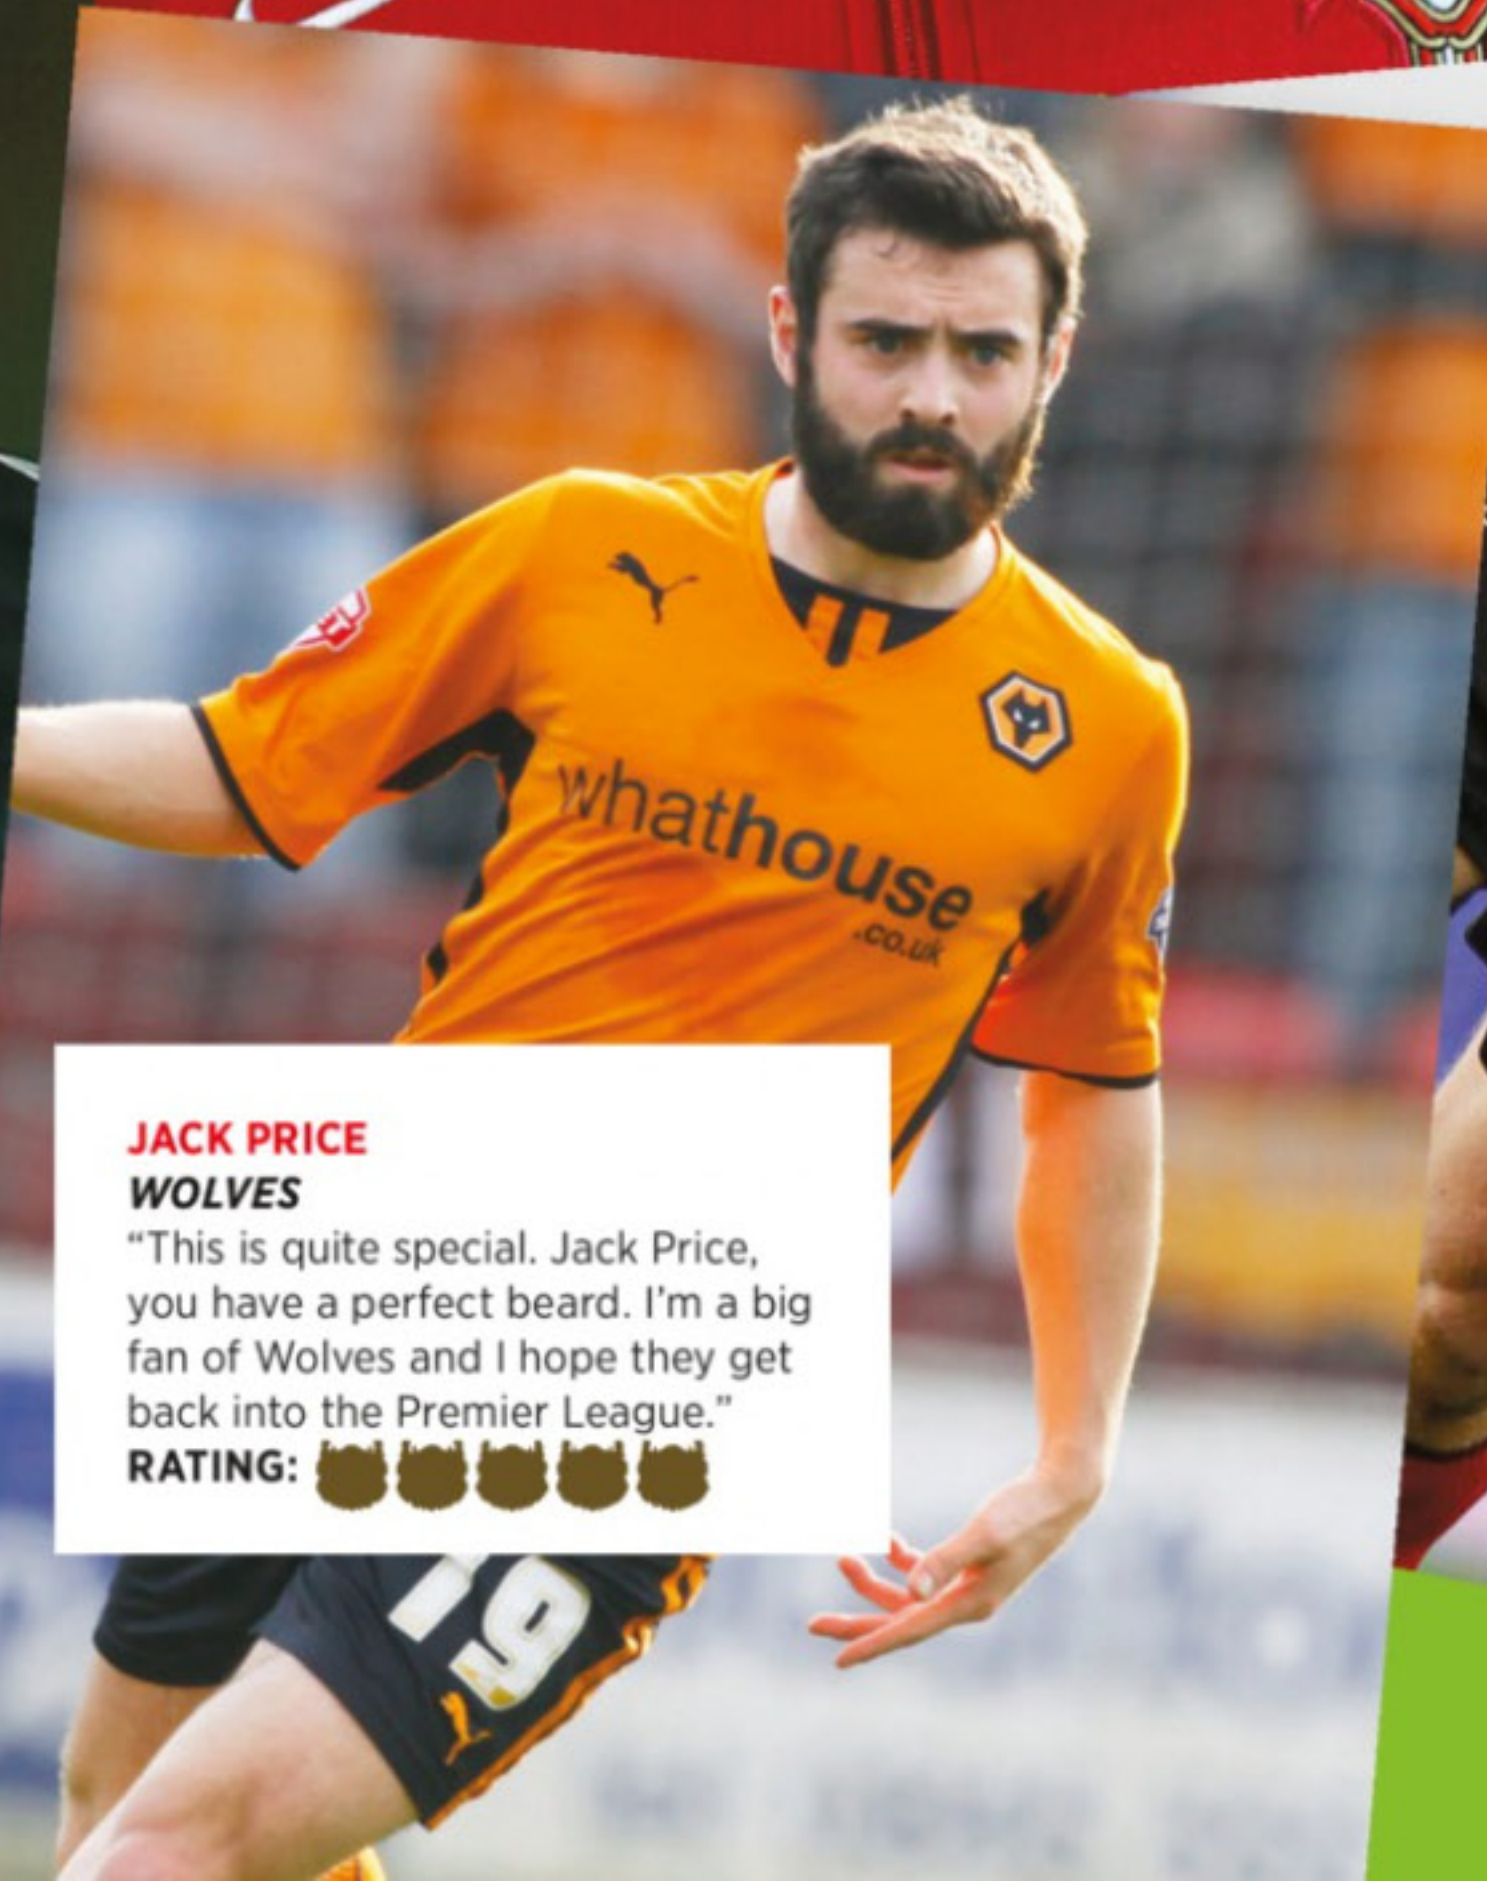 whathouse
.co.uk
JACK PRICE
WOLVES
“This is quite special. Jack Price,
you have a perfect beard. I’m a big
fan of Wolves and I hope they get
back into the Premier League.”
RATING:
19